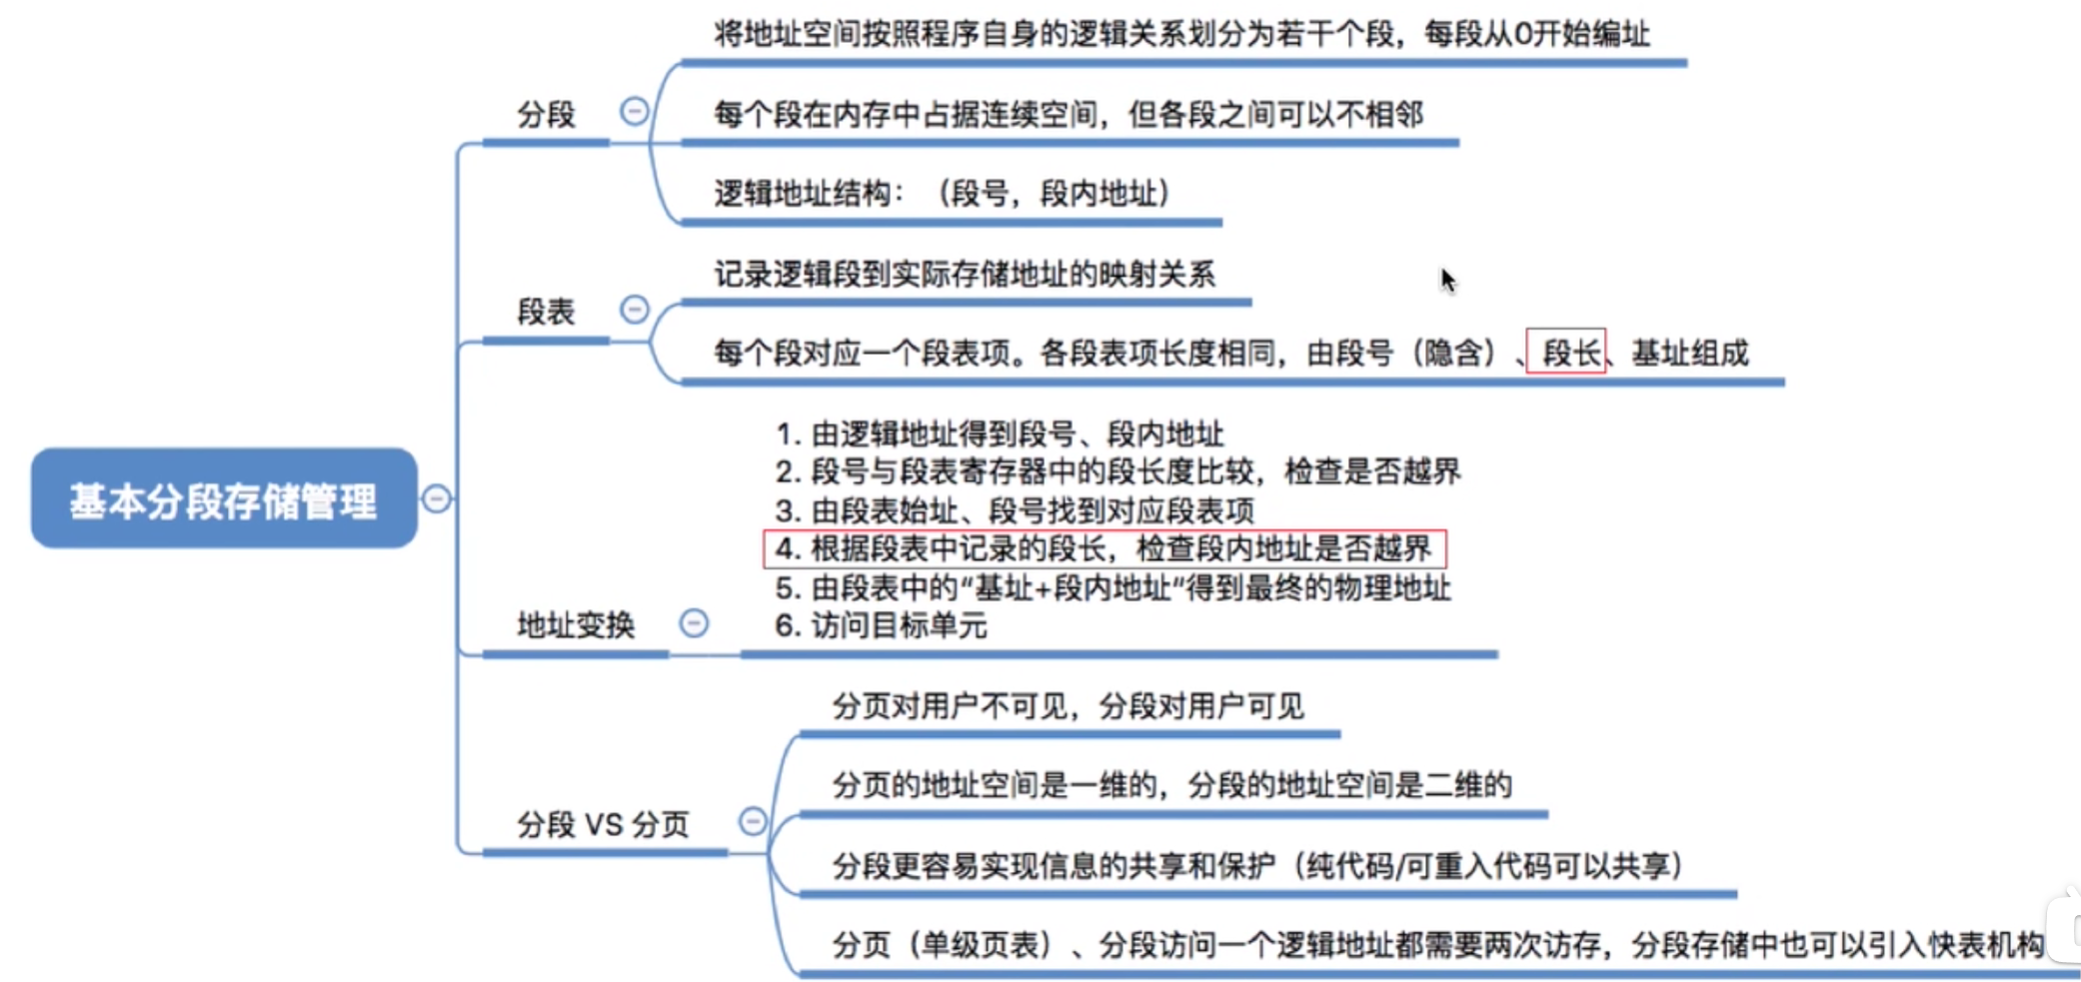 将地址空间按照程序自身的逻辑关系划分为若干个段，每段从0开始编址
分段
每个段在内存中占据连续空间，但各段之间可以不相邻
逻辑地址结构：（段号，段内地址）
记录逻辑段到实际存储地址的映射关系
段表
每个段对应一个段表项。各段表项长度相同，由段号（隐含）、段长、基址组成
基本分段存储管理
1. 由逻辑地址得到段号、段内地址
2. 段号与段表寄存器中的段长度比较，检查是否越界
3. 由段表始址、段号找到对应段表项
4. 根据段表中记录的段长，检查段内地址是否越界
5. 由段表中的“基址+段内地址”得到最终的物理地址
6. 访问目标单元
地址变换
分页对用户不可见，分段对用户可见
分页的地址空间是一维的，分段的地址空间是二维的
分段 VS 分页
分段更容易实现信息的共享和保护（纯代码/可重入代码可以共享）
分页（单级页表）、分段访问一个逻辑地址都需要两次访存，分段存储中也可以引入快表机构